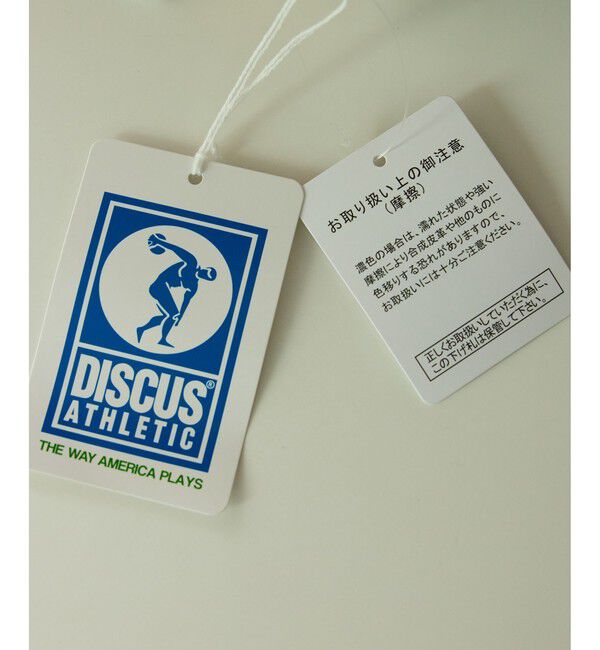 DISCUS®
ATHLETIC
THE WAY AMERICA PLAYS
お取り扱い上の御注意
(摩擦)
濃色の場合は、濡れた状態や強い
摩擦により合成皮革や他のものに
色移りする恐れがありますので、
お取扱いには十分ご注意ください。
正しくお取扱いしていただく為に、
この下げ札は保管して下さい。